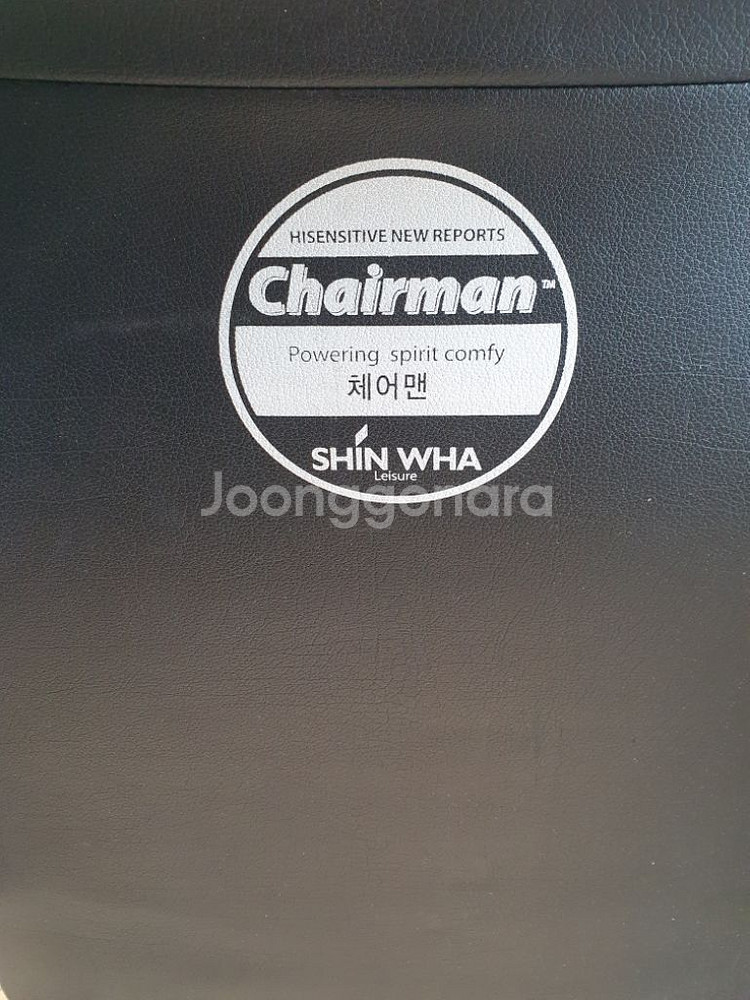 HISENSITIVE NEW REPORTS
Chairman™
Powering spirit comfy
체어맨
SHIN WHA
Leisure
Joonggonara